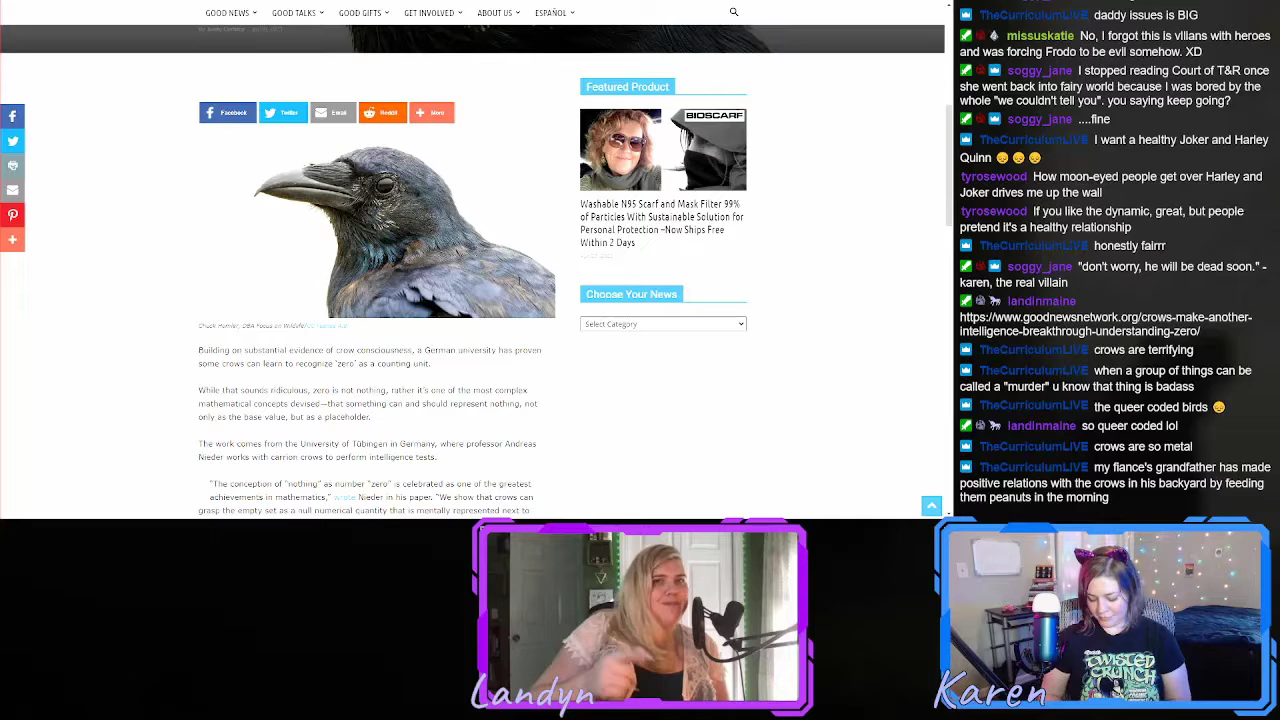 GOOD NEWS GOOD TALKS GOOD GIFTS GET INVOLVED ABOUT US ESPAÑOL
Facebook Twitter Email Reddit More
Building on substantial evidence of crow consciousness, a German university has proven
some crows can learn to recognize 'zero' as a counting unit.
While that sounds ridiculous, zero is not nothing, rather it's one of the most complex
mathematical concepts devised—that something can and should represent nothing, not
only as the base value, but as a placeholder.
The work comes from the University of Tübingen in Germany, where professor Andreas
Nieder works with carrion crows to perform intelligence tests.
"The conception of "nothing" as number "zero" is celebrated as one of the greatest
achievements in mathematics," wrote Nieder in his paper. "We show that crows can
grasp the empty set as a null numerical quantity that is mentally represented next to
Featured Product
BIOSCARF
Washable N95 Scarf and Mask Filter 99%
of Particles With Sustainable Solution for
Personal Protection –Now Ships Free
Within 2 Days
Choose Your News
Select Category
TheCurriculumLIVE daddy issues is BIG
missuskatie No, I forgot this is villans with heroes
and was forcing Frodo to be evil somehow. XD
soggy_jane I stopped reading Court of T&R once
she went back into fairy world because I was bored by the
whole "we couldn't tell you". you say keep going?
soggy_jane ....fine
TheCurriculumLIVE I want a healthy Joker and Harley
Quinn 😔😔😔
tyrosewood How moon-eyed people get over Harley and
Joker drives me up the wall
tyrosewood If you like the dynamic, great, but people
pretend it's a healthy relationship
TheCurriculumLIVE honestly fairrr
soggy_jane "dont worry, he will be dead soon." -
karen, the real villain
landinmaine
https://www.goodnewsnetwork.org/crows-make-another-
intelligence-breakthrough-understanding-zero/
TheCurriculumLIVE crows are terrifying
TheCurriculumLIVE when a group of things can be
called a "murder" u know that thing is badass
TheCurriculumLIVE the queer coded birds 😔
landinmaine so queer coded lol
TheCurriculumLIVE crows are so metal
TheCurriculumLIVE my fiance's grandfather has made
positive relations with the crows in his backyard by feeding
them peanuts in the morning
Landyn
Karen